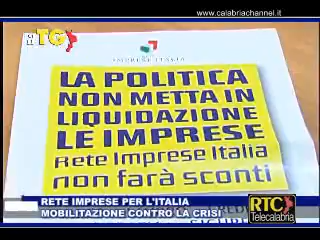 www.calabriachannel.it
il TG
IMPRESE ITALIA
LA POLITICA
NON METTA IN
LIQUIDAZIONE
LE IMPRESE
Rete Imprese Italia
non farà sconti
RETE IMPRESE PER L'ITALIA
MOBILITAZIONE CONTRO LA CRISI
RTC
Telecalabria